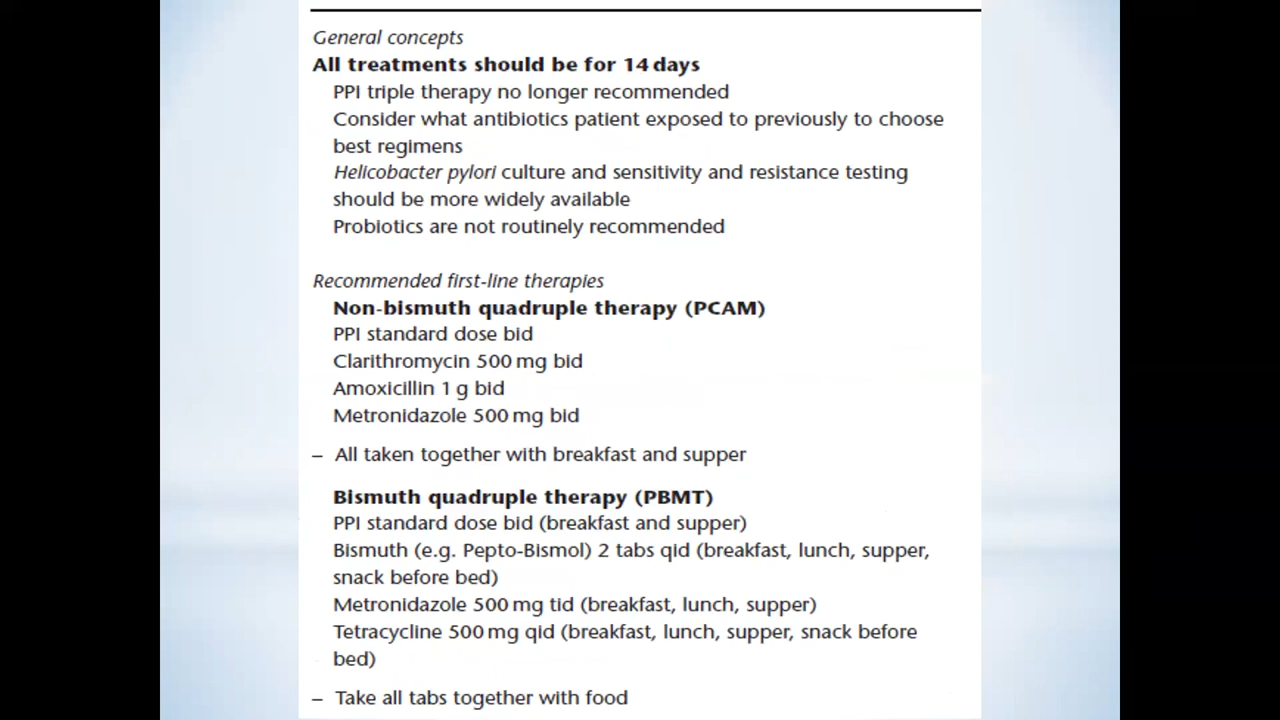 General concepts
All treatments should be for 14 days
PPI triple therapy no longer recommended
Consider what antibiotics patient exposed to previously to choose
best regimens
Helicobacter pylori culture and sensitivity and resistance testing
should be more widely available
Probiotics are not routinely recommended
Recommended first-line therapies
Non-bismuth quadruple therapy (PCAM)
PPI standard dose bid
Clarithromycin 500 mg bid
Amoxicillin 1 g bid
Metronidazole 500 mg bid
– All taken together with breakfast and supper
Bismuth quadruple therapy (PBMT)
PPI standard dose bid (breakfast and supper)
Bismuth (e.g. Pepto-Bismol) 2 tabs qid (breakfast, lunch, supper,
snack before bed)
Metronidazole 500 mg tid (breakfast, lunch, supper)
Tetracycline 500 mg qid (breakfast, lunch, supper, snack before
bed)
– Take all tabs together with food